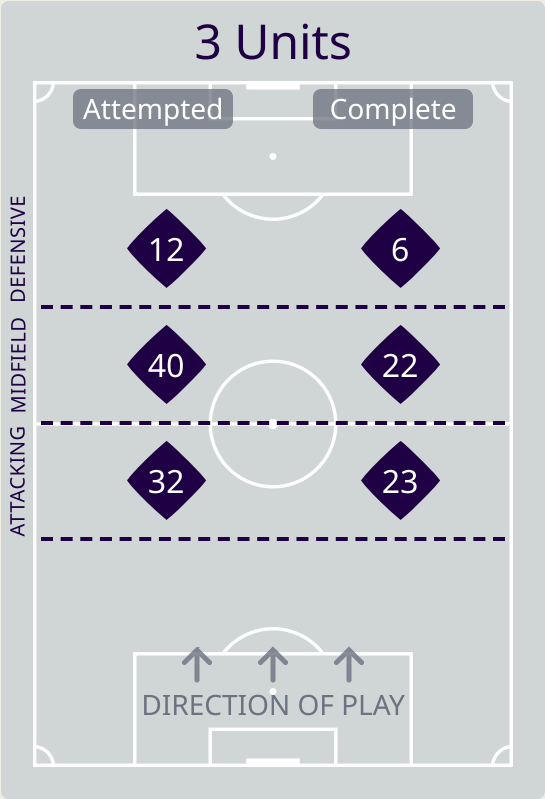 3 Units
Attempted
Complete
DEFENSIVE
12
6
MIDFIELD
40
22
ATTACKING
32
23
DIRECTION OF PLAY